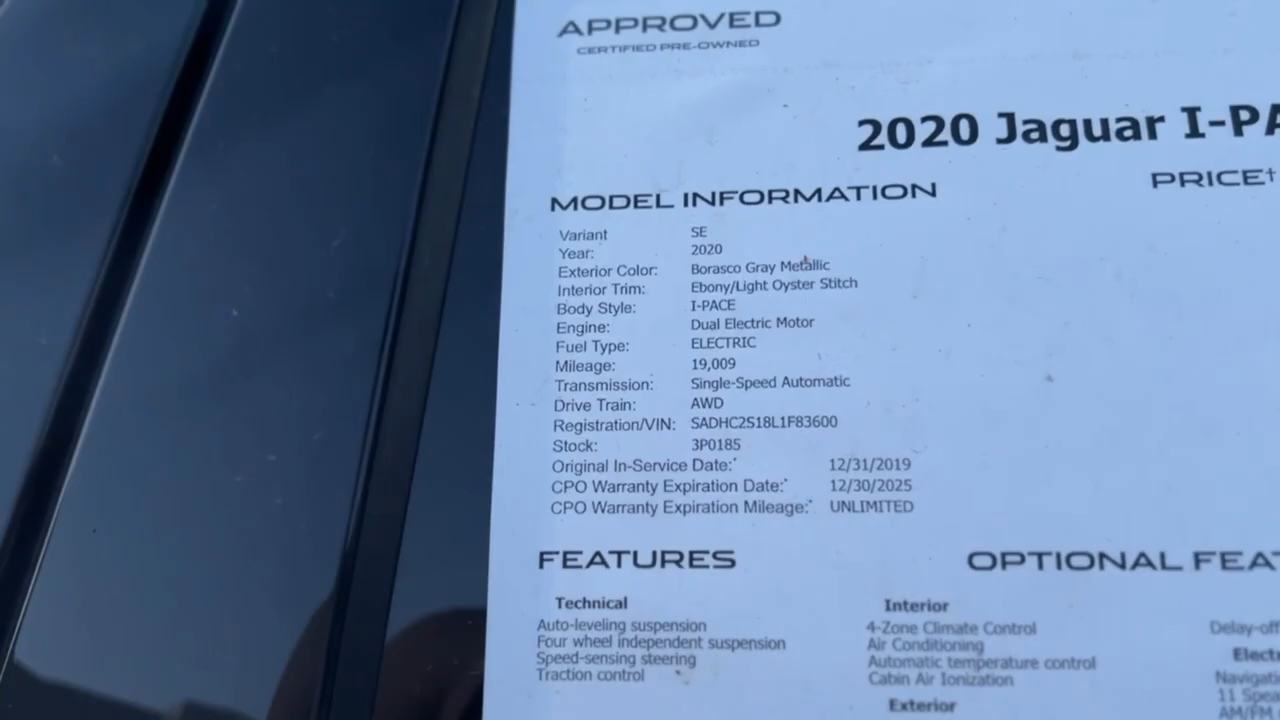 APPROVED
CERTIFIED PRE-OWNED
2020 Jaguar
MODEL INFORMATION
PRICE†
Variant SE
Year: 2020
Exterior Color: Borasco Gray Metallic
Interior Trim: Ebony/Light Oyster Stitch
Body Style: I-PACE
Engine: Dual Electric Motor
Fuel Type: ELECTRIC
Mileage: 19,009
Transmission: Single-Speed Automatic
Drive Train: AWD
Registration/VIN: SADHC2S18L1F83600
Stock: 3P0185
Original In-Service Date:* 12/31/2019
CPO Warranty Expiration Date:* 12/30/2025
CPO Warranty Expiration Mileage:* UNLIMITED
FEATURES
OPTIONAL
Technical
Auto-leveling suspension
Four wheel independent suspension
Speed-sensing steering
Traction control
Interior
4-Zone Climate Control
Air Conditioning
Automatic temperature control
Cabin Air Ionization
Exterior
Delay-off
11
AM/FM